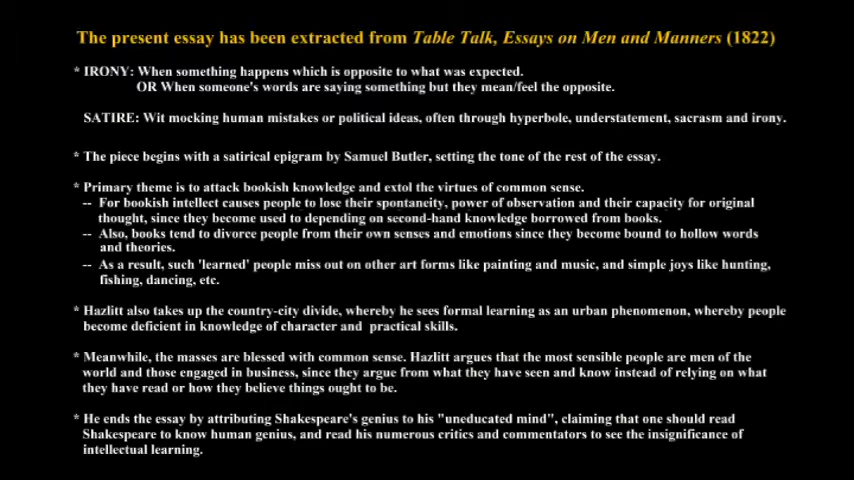 The present essay has been extracted from Table Talk, Essays on Men and Manners (1822)
* IRONY: When something happens which is opposite to what was expected.
OR When someone's words are saying something but they mean/feel the opposite.
SATIRE: Wit mocking human mistakes or political ideas, often through hyperbole, understatement, sacrasm and irony.
* The piece begins with a satirical epigram by Samuel Butler, setting the tone of the rest of the essay.
* Primary theme is to attack bookish knowledge and extol the virtues of common sense.
-- For bookish intellect causes people to lose their spontancity, power of observation and their capacity for original
thought, since they become used to depending on second-hand knowledge borrowed from books.
-- Also, books tend to divorce people from their own senses and emotions since they become bound to hollow words
and theories.
-- As a result, such 'learned' people miss out on other art forms like painting and music, and simple joys like hunting,
fishing, dancing, etc.
* Hazlitt also takes up the country-city divide, whereby he sees formal learning as an urban phenomenon, whereby people
become deficient in knowledge of character and practical skills.
* Meanwhile, the masses are blessed with common sense. Hazlitt argues that the most sensible people are men of the
world and those engaged in business, since they argue from what they have seen and know instead of relying on what
they have read or how they believe things ought to be.
* He ends the essay by attributing Shakespeare's genius to his "uneducated mind", claiming that one should read
Shakespeare to know human genius, and read his numerous critics and commentators to see the insignificance of
intellectual learning.